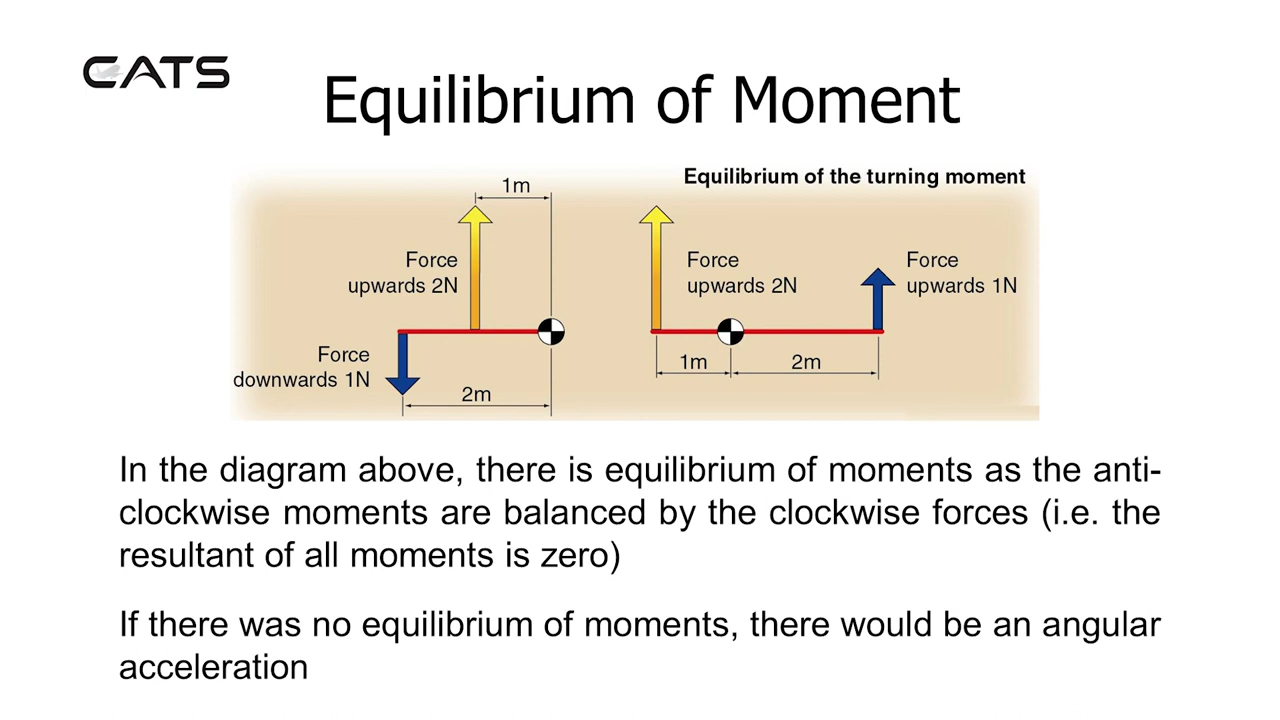 CATS
Equilibrium of Moment
Equilibrium of the turning moment
1m
Force
upwards 2N
Force
downwards 1N
2m
Force
upwards 2N
Force
upwards 1N
1m
2m
In the diagram above, there is equilibrium of moments as the anti-
clockwise moments are balanced by the clockwise forces (i.e. the
resultant of all moments is zero)
If there was no equilibrium of moments, there would be an angular
acceleration